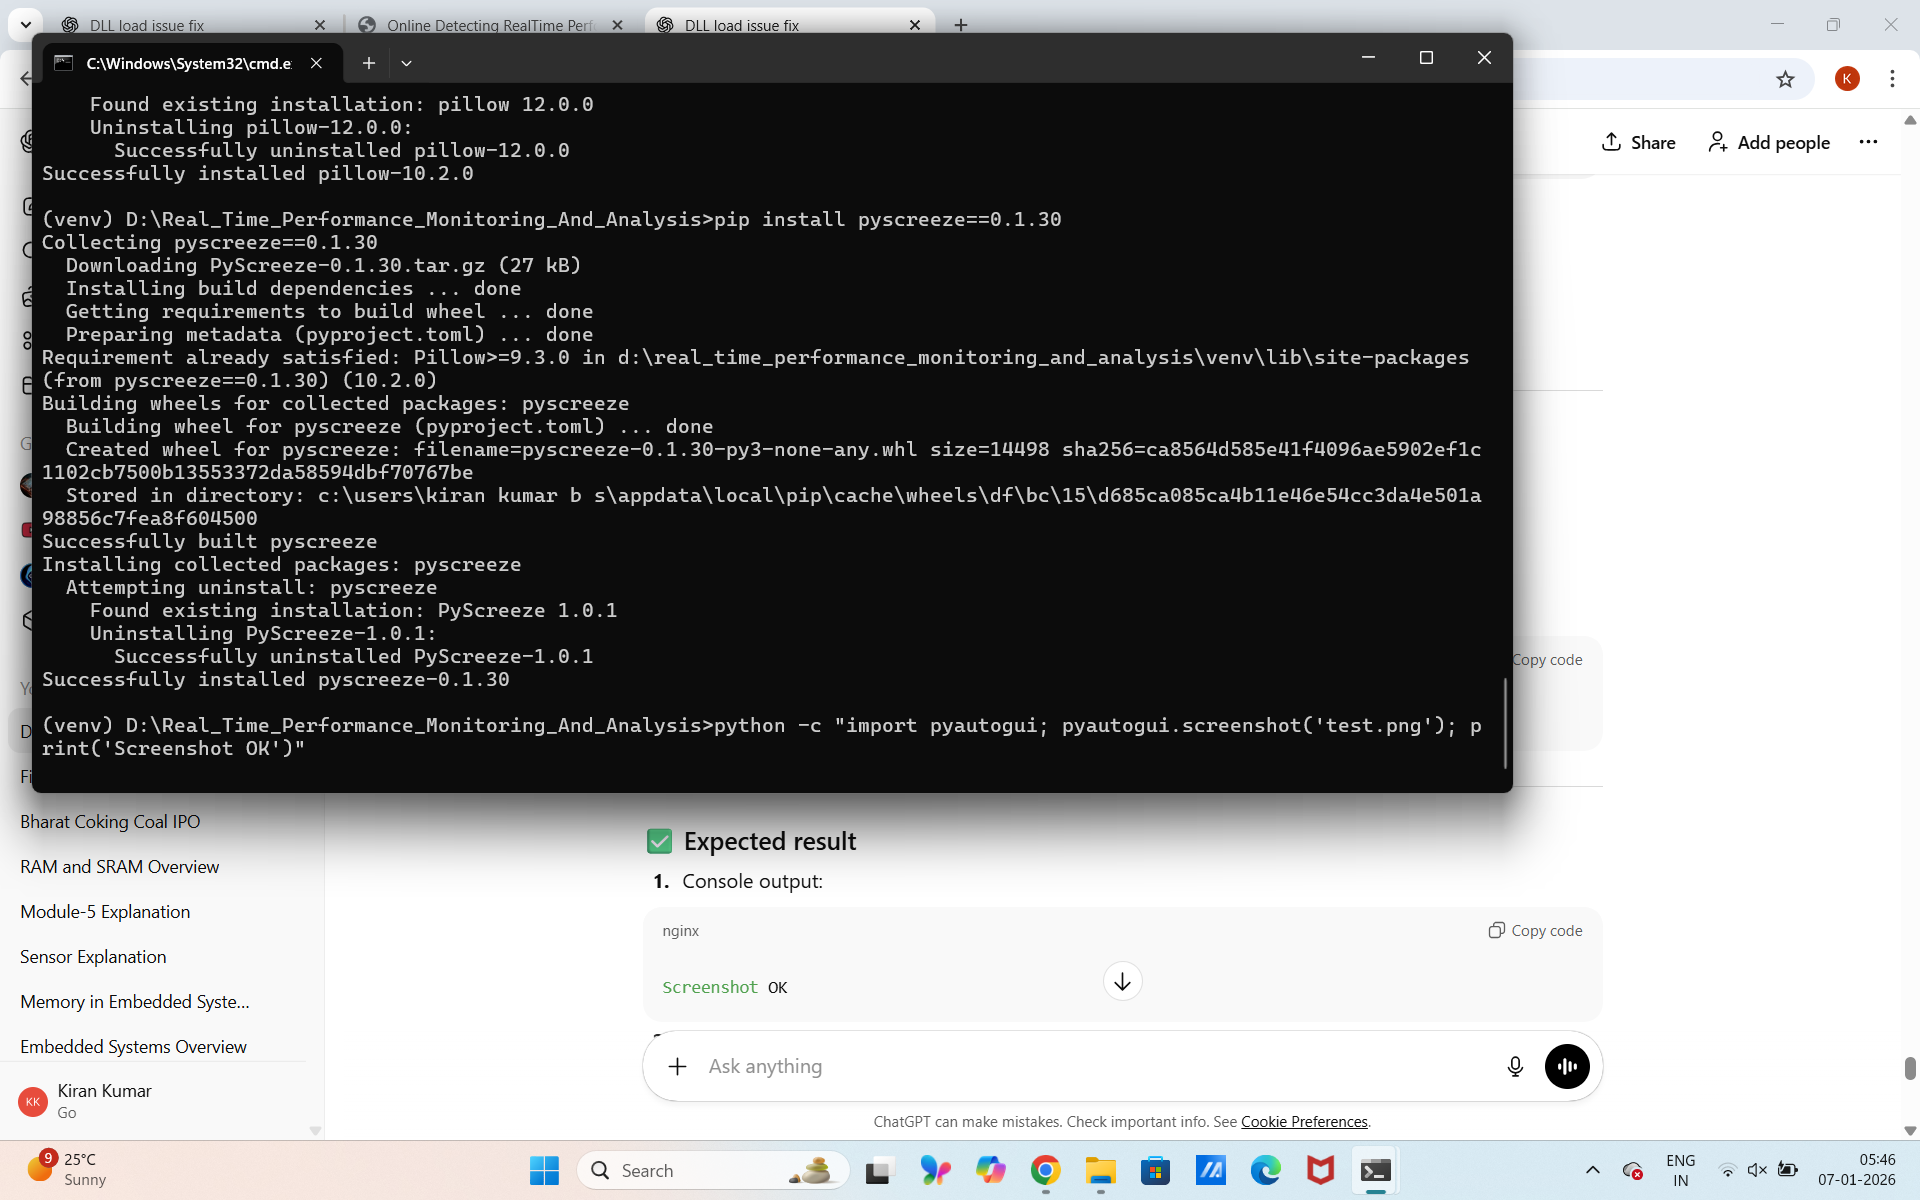 DLL load issue fix
Online Detecting RealTime Perf
DLL load issue fix
C:\Windows\System32\cmd.e
K
Share
Add people
Found existing installation: pillow 12.0.0
Uninstalling pillow-12.0.0:
Successfully uninstalled pillow-12.0.0
Successfully installed pillow-10.2.0
(venv) D:\Real_Time_Performance_Monitoring_And_Analysis>pip install pyscreeze==0.1.30
Collecting pyscreeze==0.1.30
Downloading PyScreeze-0.1.30.tar.gz (27 kB)
Installing build dependencies ... done
Getting requirements to build wheel ... done
Preparing metadata (pyproject.toml) ... done
Requirement already satisfied: Pillow>=9.3.0 in d:\real_time_performance_monitoring_and_analysis\venv\lib\site-packages
(from pyscreeze==0.1.30) (10.2.0)
Building wheels for collected packages: pyscreeze
Building wheel for pyscreeze (pyproject.toml) ... done
Created wheel for pyscreeze: filename=pyscreeze-0.1.30-py3-none-any.whl size=14498 sha256=ca8564d585e41f4096ae5902ef1c
1102cb7500b13553372da58594dbf70767be
Stored in directory: c:\users\kiran kumar b s\appdata\local\pip\cache\wheels\df\bc\15\d685ca085ca4b11e46e54cc3da4e501a
98856c7fea8f604500
Successfully built pyscreeze
Installing collected packages: pyscreeze
Attempting uninstall: pyscreeze
Found existing installation: PyScreeze 1.0.1
Uninstalling PyScreeze-1.0.1:
Successfully uninstalled PyScreeze-1.0.1
Successfully installed pyscreeze-0.1.30
(venv) D:\Real_Time_Performance_Monitoring_And_Analysis>python -c "import pyautogui; pyautogui.screenshot('test.png'); p
rint('Screenshot OK')"
Copy code
Bharat Coking Coal IPO
RAM and SRAM Overview
Module-5 Explanation
Sensor Explanation
Memory in Embedded Syste...
Embedded Systems Overview
KK
Kiran Kumar
Go
Expected result
1. Console output:
nginx
Copy code
Screenshot OK
Ask anything
ChatGPT can make mistakes. Check important info. See Cookie Preferences.
9
25°C
Sunny
Search
ENG
IN
05:46
07-01-2026